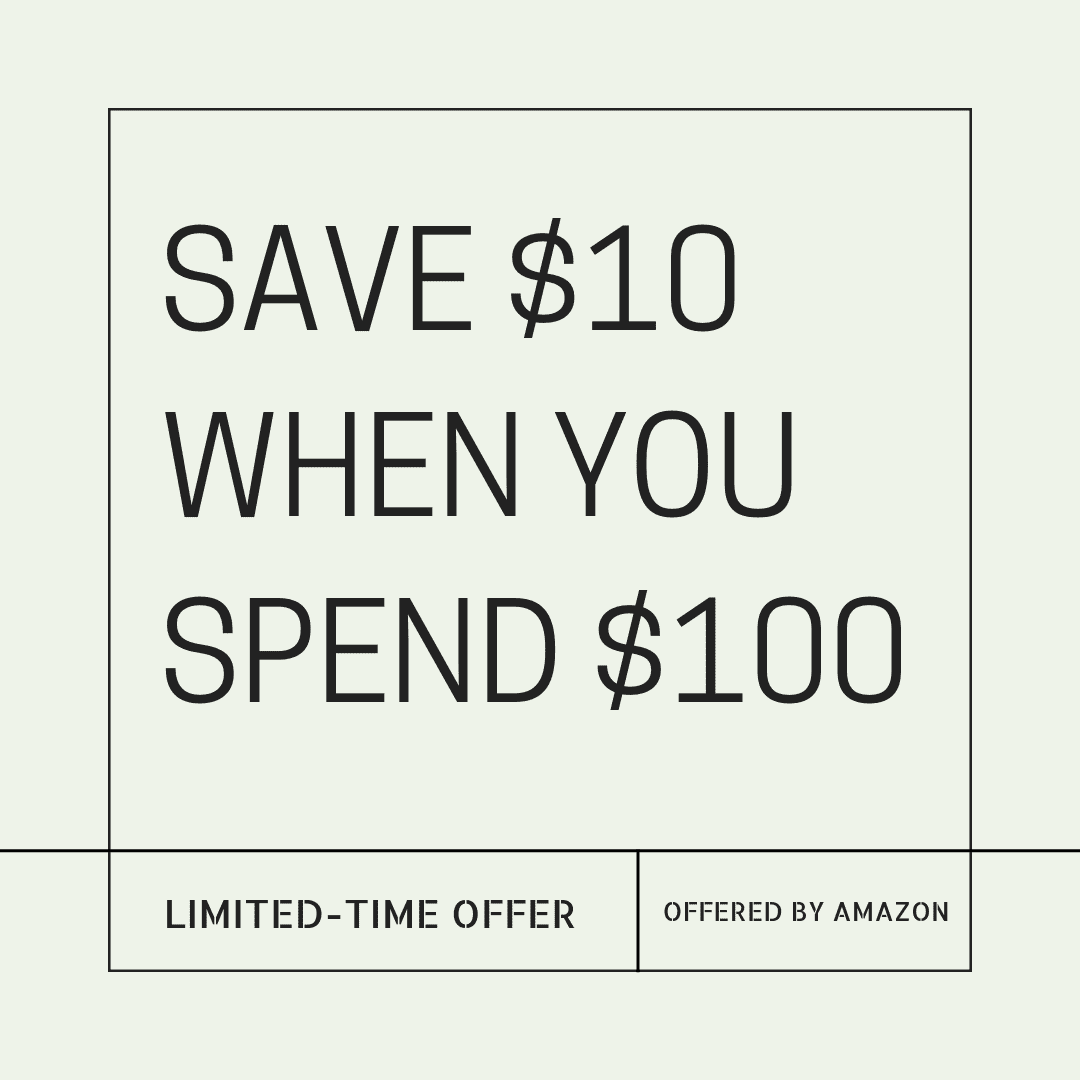 SAVE $10
WHEN YOU
SPEND $100
LIMITED-TIME OFFER
OFFERED BY AMAZON